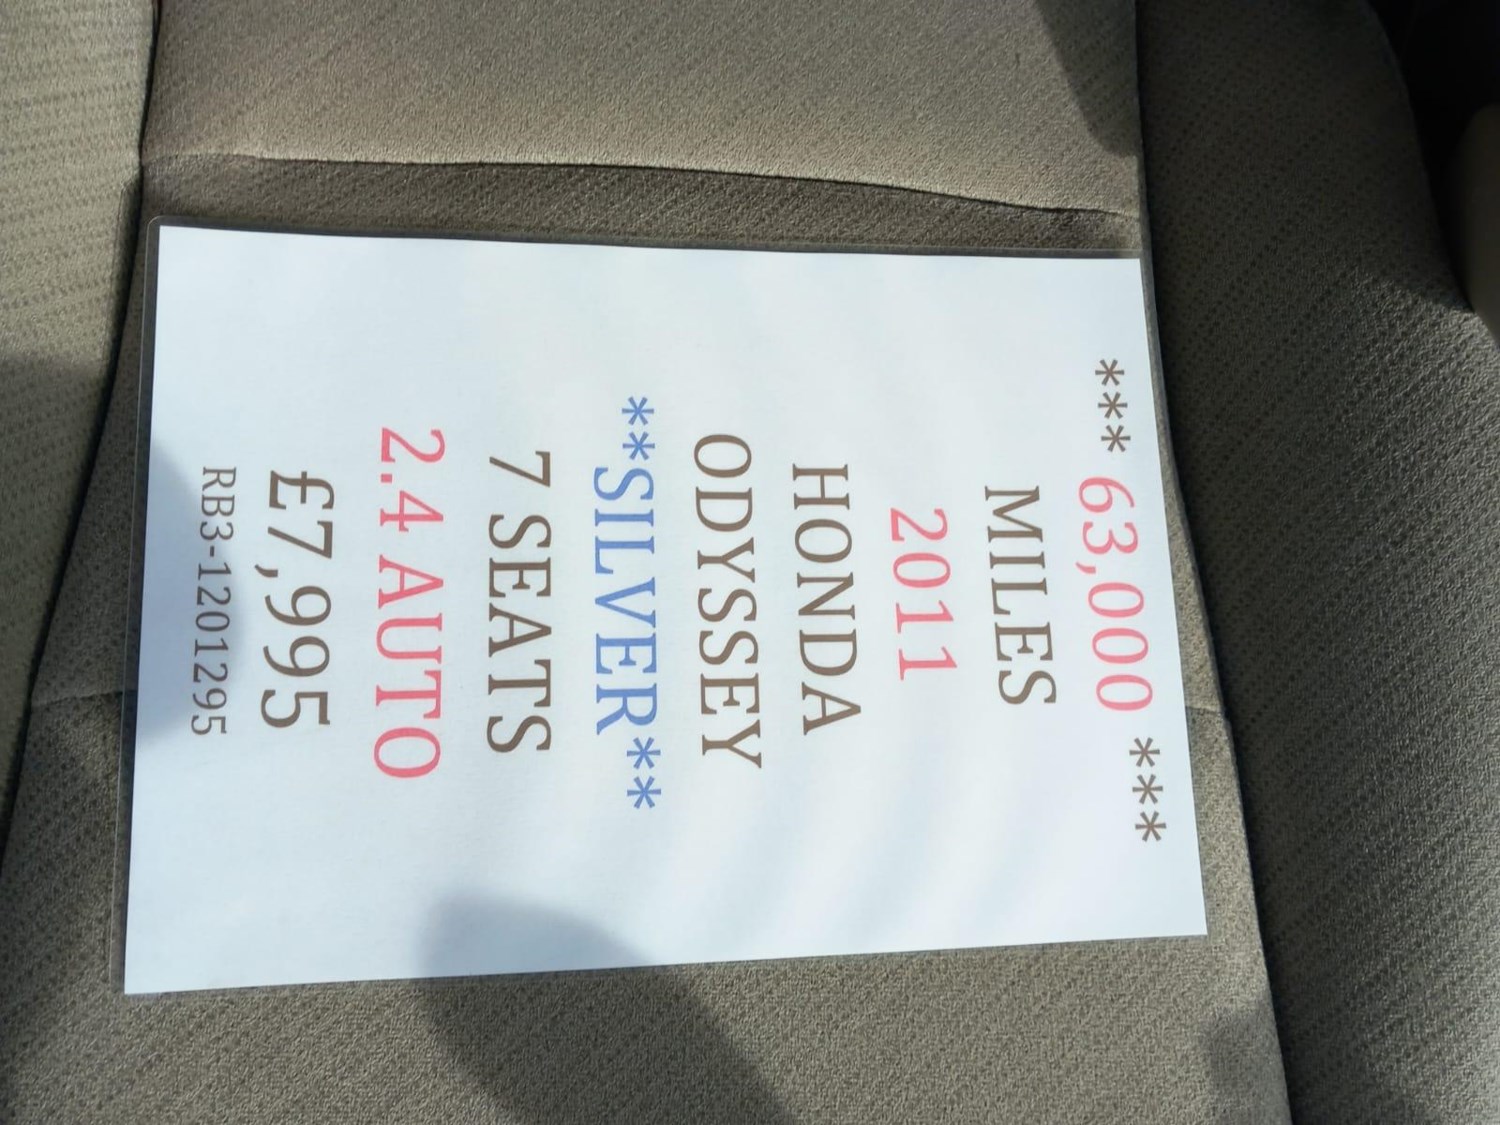 *** 63,000 ***
MILES
2011
HONDA
ODYSSEY
**SILVER**
7 SEATS
2.4 AUTO
£7,995
RB3-1201295